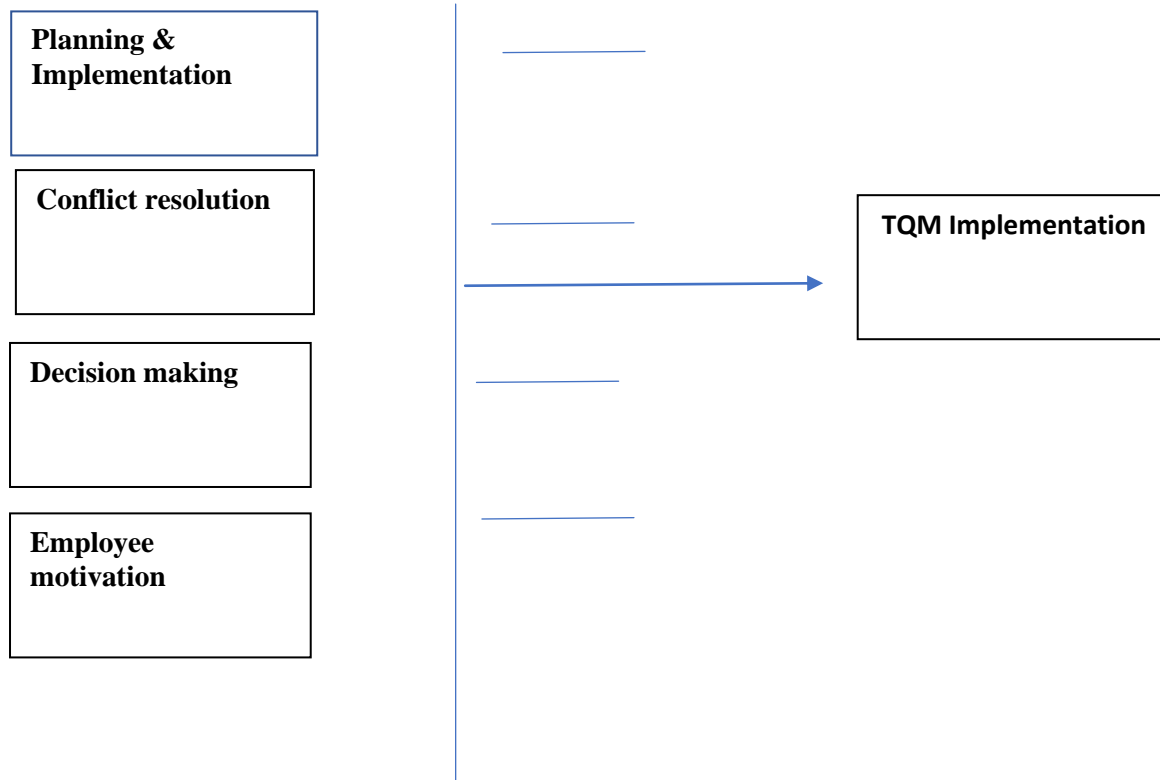 Planning &
Implementation
Conflict resolution
TQM Implementation
Decision making
Employee
motivation